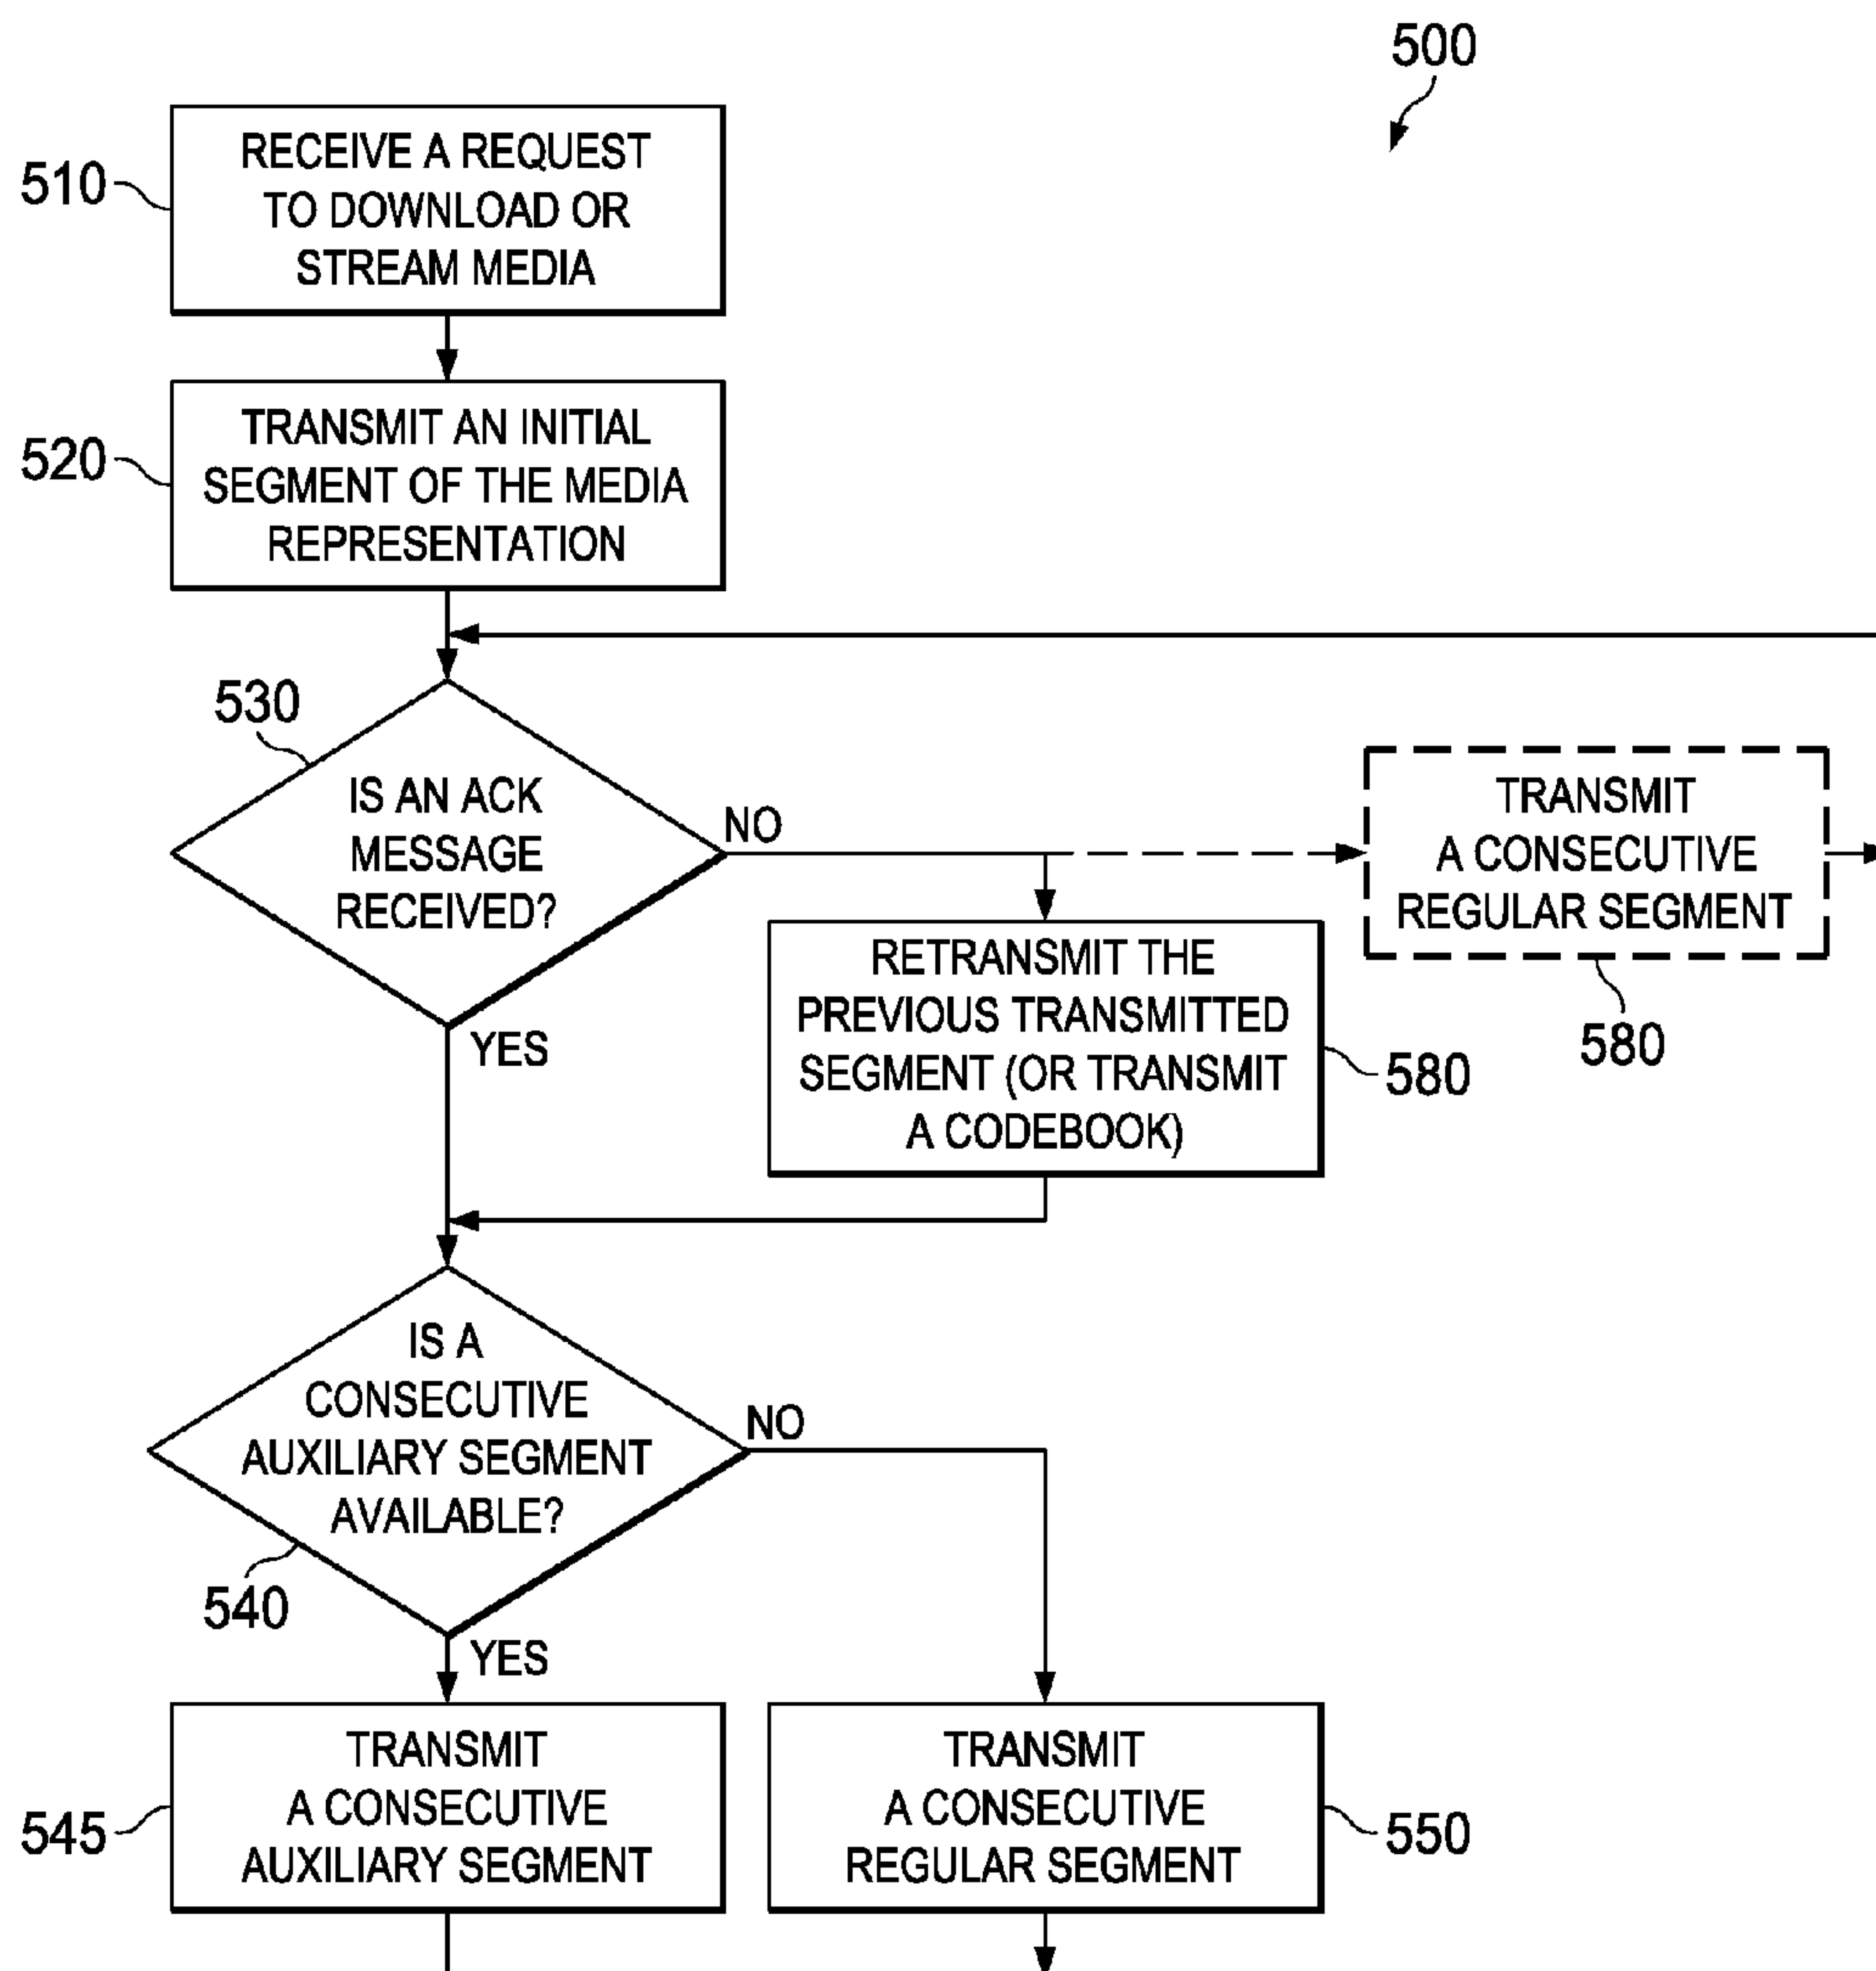 500
510
RECEIVE A REQUEST
TO DOWNLOAD OR
STREAM MEDIA
520
TRANSMIT AN INITIAL
SEGMENT OF THE MEDIA
REPRESENTATION
530
IS AN ACK
MESSAGE
RECEIVED?
NO
YES
TRANSMIT
A CONSECUTIVE
REGULAR SEGMENT
580
RETRANSMIT THE
PREVIOUS TRANSMITTED
SEGMENT (OR TRANSMIT
A CODEBOOK)
580
IS A
CONSECUTIVE
AUXILIARY SEGMENT
AVAILABLE?
NO
540
YES
545
TRANSMIT
A CONSECUTIVE
AUXILIARY SEGMENT
TRANSMIT
A CONSECUTIVE
REGULAR SEGMENT
550